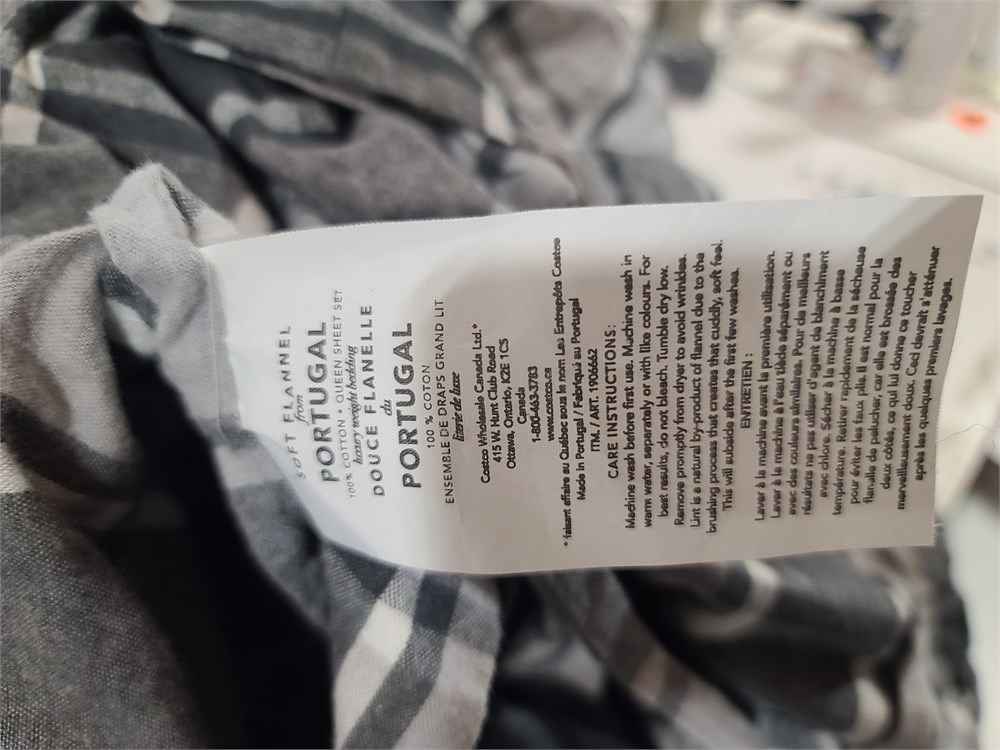 SOFT FLANNEL
from
PORTUGAL
100% COTTON • QUEEN SHEET SET
luxury weight bedding
DOUCE FLANELLE
du
PORTUGAL
100 % COTON
ENSEMBLE DE DRAPS GRAND LIT
literie de luxe
Costco Wholesale Canada Ltd.*
415 W. Hunt Club Road
Ottawa, Ontario, K2E 1C5
Canada
1-800-463-3783
www.costco.ca
* faisant affaire au Québec sous le nom Les Entrepôts Costco
Made in Portugal / Fabriqué au Portugal
ITM. / ART. 1906662
CARE INSTRUCTIONS:
Machine wash before first use. Machine wash in
warm water, separately or with like colours. For
best results, do not bleach. Tumble dry low.
Remove promptly from dryer to avoid wrinkles.
Lint is a natural by-product of flannel due to the
brushing process that creates that cuddly, soft feel.
This will subside after the first few washes.
ENTRETIEN :
Laver à la machine avant la première utilisation.
Laver à la machine à l'eau tiède séparément ou
avec des couleurs similaires. Pour de meilleurs
résultats ne pas utiliser d'agent de blanchiment
avec chlore. Sécher à la machine à basse
température. Retirer rapidement de la sécheuse
pour éviter les faux plis. Il est normal pour la
flanelle de pelucher, car elle est brossée des
deux côtés, ce qui lui donne ce toucher
merveilleusement doux. Ceci devrait s'atténuer
après les quelques premiers lavages.